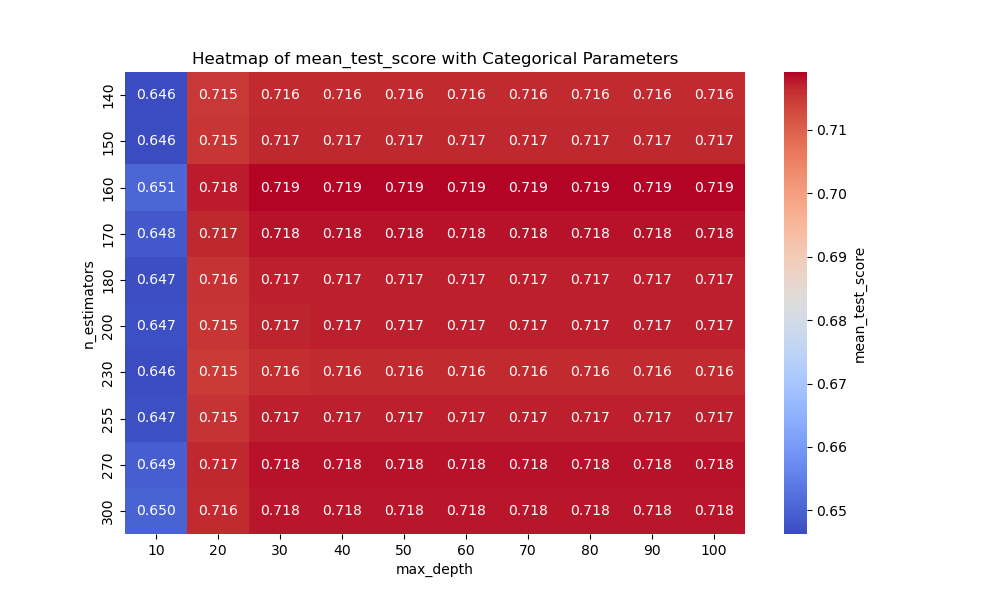 Heatmap of mean_test_score with Categorical Parameters
n_estimators
140 0.646 0.715 0.716 0.716 0.716 0.716 0.716 0.716 0.716 0.716
150 0.646 0.715 0.717 0.717 0.717 0.717 0.717 0.717 0.717 0.717
160 0.651 0.718 0.719 0.719 0.719 0.719 0.719 0.719 0.719 0.719
170 0.648 0.717 0.718 0.718 0.718 0.718 0.718 0.718 0.718 0.718
180 0.647 0.716 0.717 0.717 0.717 0.717 0.717 0.717 0.717 0.717
200 0.647 0.715 0.717 0.717 0.717 0.717 0.717 0.717 0.717 0.717
230 0.646 0.715 0.716 0.716 0.716 0.716 0.716 0.716 0.716 0.716
255 0.647 0.715 0.717 0.717 0.717 0.717 0.717 0.717 0.717 0.717
270 0.649 0.717 0.718 0.718 0.718 0.718 0.718 0.718 0.718 0.718
300 0.650 0.716 0.718 0.718 0.718 0.718 0.718 0.718 0.718 0.718
10 20 30 40 50 60 70 80 90 100
max_depth
0.71
0.70
0.69
0.68
0.67
0.66
0.65
mean_test_score